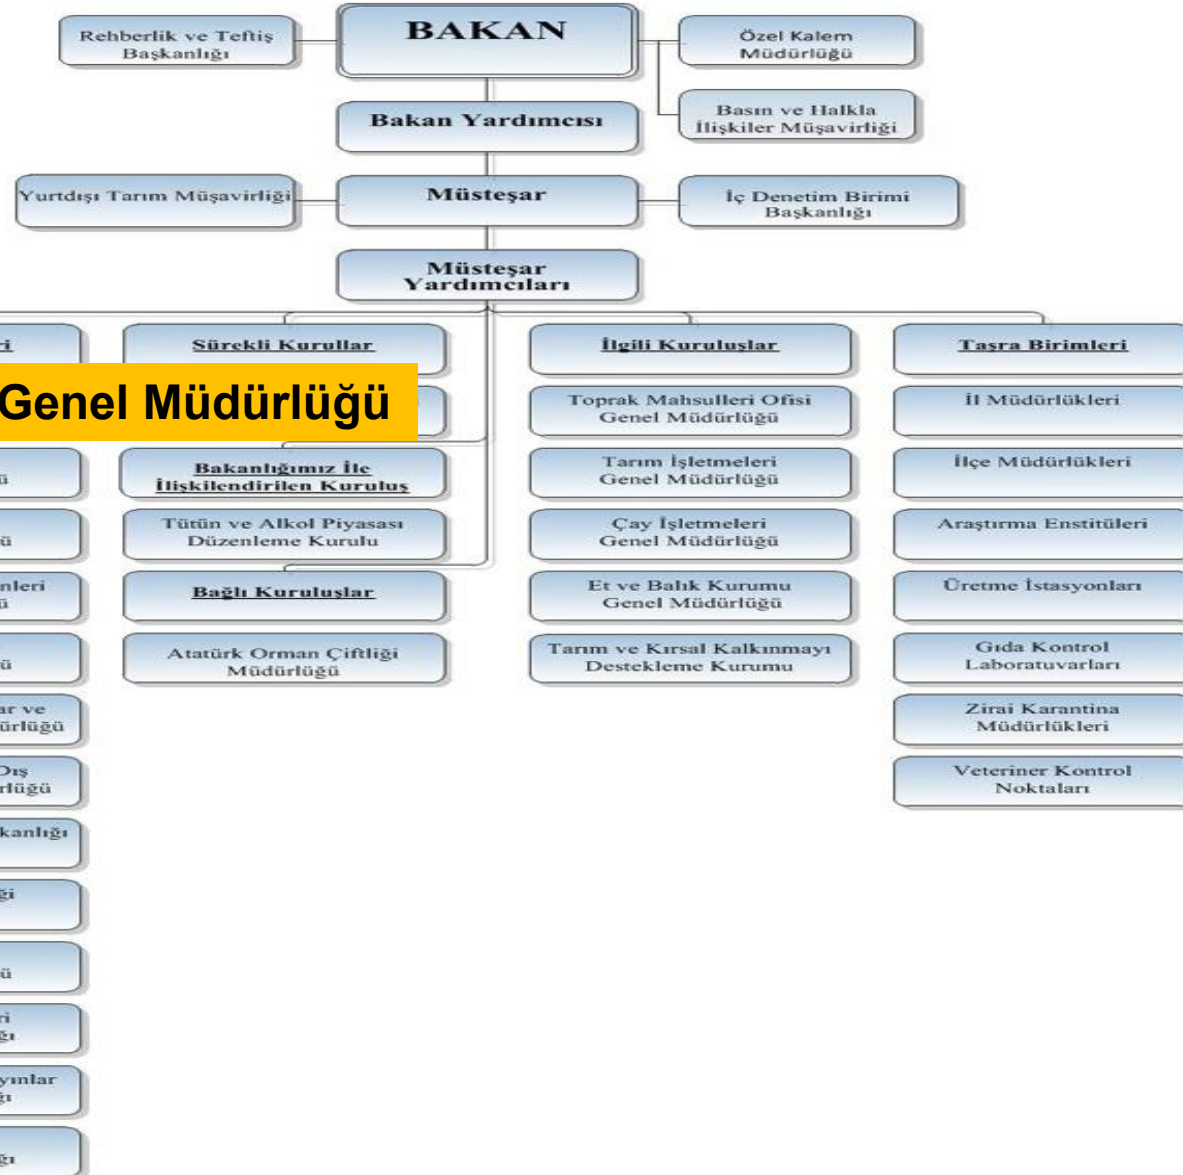 BAKAN
Rehberlik ve Teftiş
Başkanlığı
Özel Kalem
Müdürlüğü
Basın ve Halkla
İlişkiler Müşavirliği
Bakan Yardımcısı
Yurtdışı Tarım Müşavirliği
Müsteşar
İç Denetim Birimi
Başkanlığı
Müsteşar
Yardımcıları
Genel Müdürlüğü
Sürekli Kurullar
Bakanlığımız İle
İlişkilendirilen Kuruluş
Tütün ve Alkol Piyasası
Düzenleme Kurulu
Bağlı Kuruluşlar
Atatürk Orman Çiftliği
Müdürlüğü
İlgili Kuruluşlar
Toprak Mahsulleri Ofisi
Genel Müdürlüğü
Tarım İşletmeleri
Genel Müdürlüğü
Çay İşletmeleri
Genel Müdürlüğü
Et ve Balık Kurumu
Genel Müdürlüğü
Tarım ve Kırsal Kalkınmayı
Destekleme Kurumu
Taşra Birimleri
İl Müdürlükleri
İlçe Müdürlükleri
Araştırma Enstitüleri
Üretme İstasyonları
Gıda Kontrol
Laboratuvarları
Zirai Karantina
Müdürlükleri
Veteriner Kontrol
Noktaları
ve
Dış